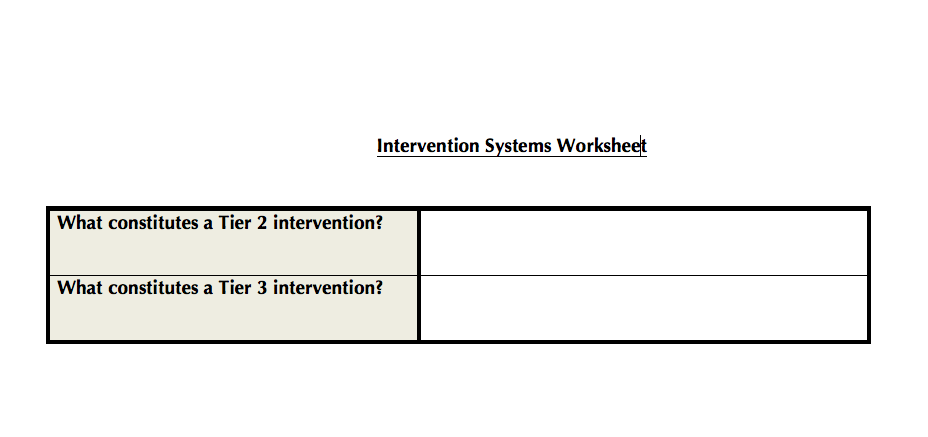 Intervention Systems Worksheet
What constitutes a Tier 2 intervention?
What constitutes a Tier 3 intervention?